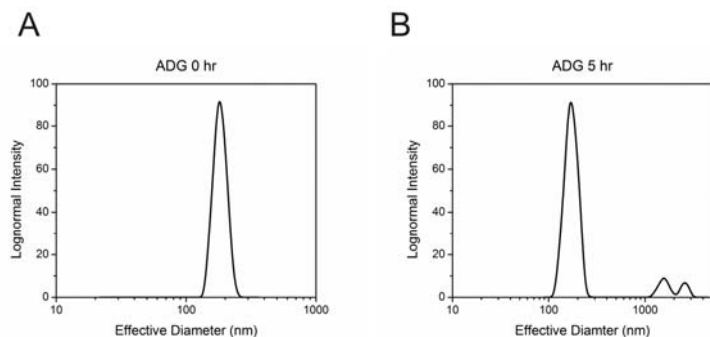 A
ADG 0 hr
100
80
60
40
20
0
10
100
1000
Lognormal Intensity
Effective Diameter (nm)
B
ADG 5 hr
100
80
60
40
20
0
10
100
1000
Lognormal Intensity
Effective Diamter (nm)